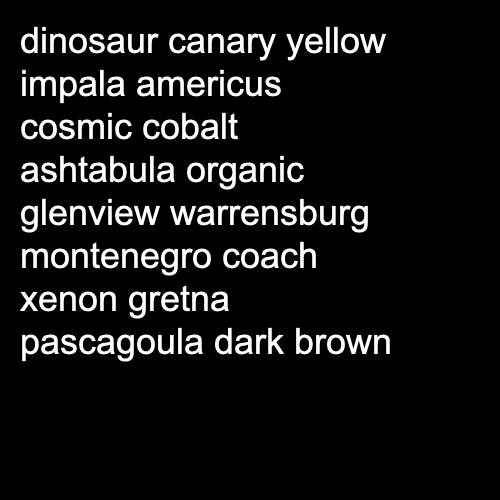 dinosaur canary yellow
impala americus
cosmic cobalt
ashtabula organic
glenview warrensburg
montenegro coach
xenon gretna
pascagoula dark brown